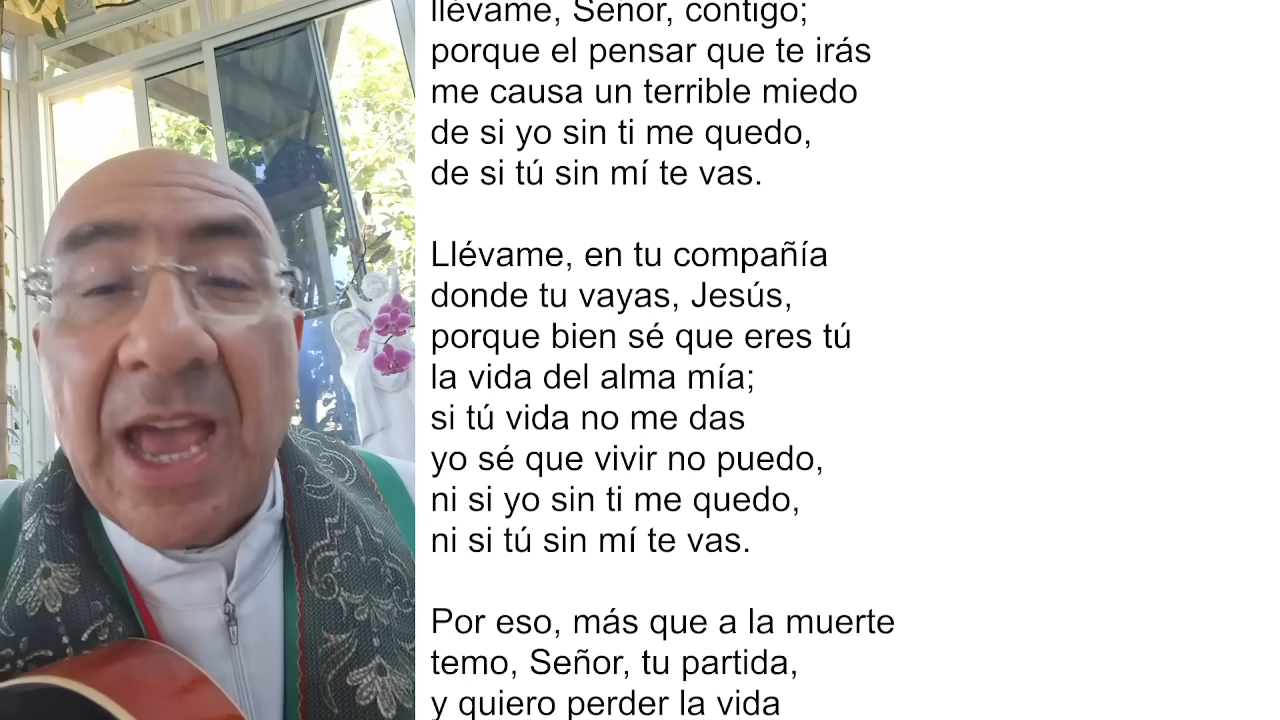 llévame, Señor, contigo;
porque el pensar que te irás
me causa un terrible miedo
de si yo sin ti me quedo,
de si tú sin mí te vas.
Llévame, en tu compañía
donde tu vayas, Jesús,
porque bien sé que eres tú
la vida del alma mía;
si tú vida no me das
yo sé que vivir no puedo,
ni si yo sin ti me quedo,
ni si tú sin mí te vas.
Por eso, más que a la muerte
temo, Señor, tu partida,
y quiero perder la vida